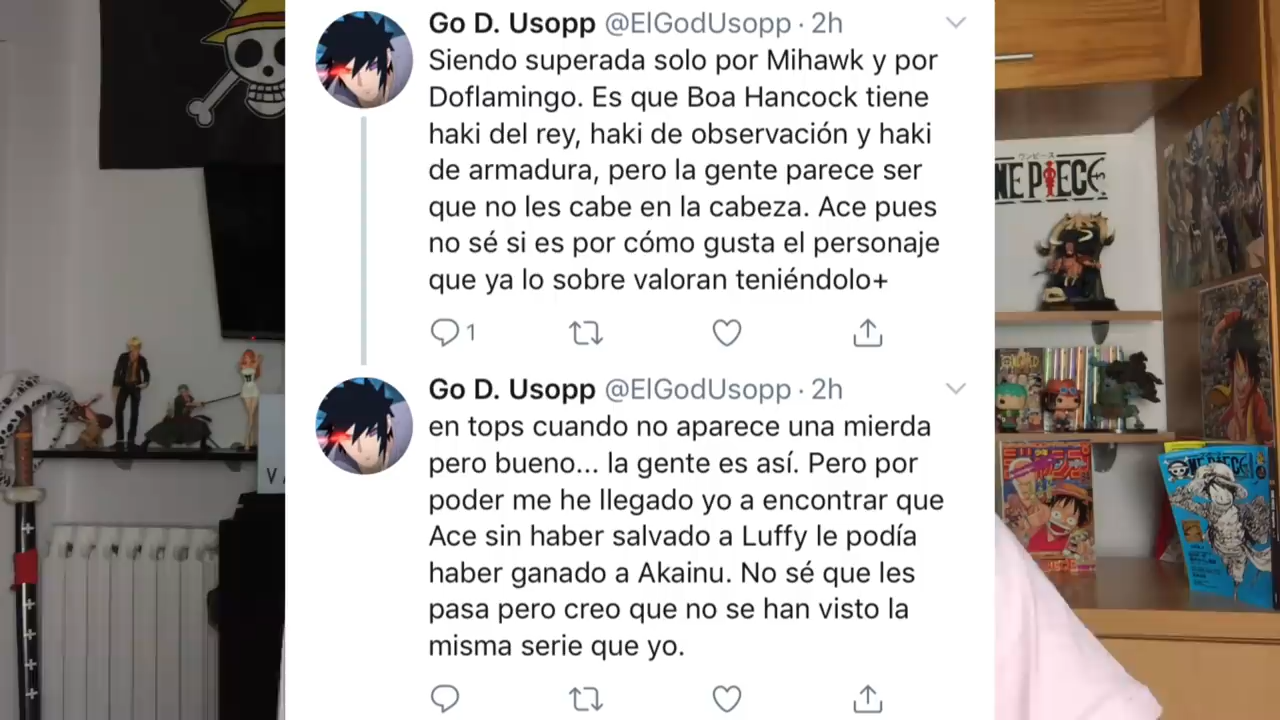 Go D. Usopp @ElGodUsopp · 2h
Siendo superada solo por Mihawk y por
Doflamingo. Es que Boa Hancock tiene
haki del rey, haki de observación y haki
de armadura, pero la gente parece ser
que no les cabe en la cabeza. Ace pues
no sé si es por cómo gusta el personaje
que ya lo sobre valoran teniéndolo+
1
Go D. Usopp @ElGodUsopp · 2h
en tops cuando no aparece una mierda
pero bueno... la gente es así. Pero por
poder me he llegado yo a encontrar que
Ace sin haber salvado a Luffy le podía
haber ganado a Akainu. No sé que les
pasa pero creo que no se han visto la
misma serie que yo.
NE PIECE
NE PIECE